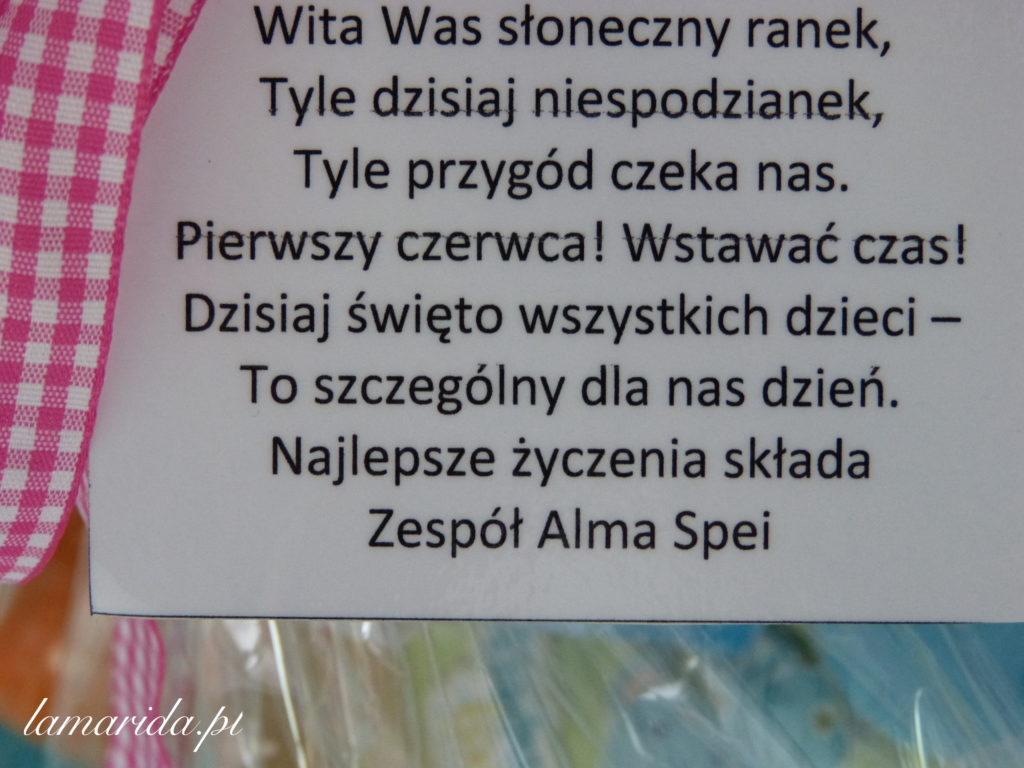 Wita Was słoneczny ranek,
Tyle dzisiaj niespodzianek,
Tyle przygód czeka nas.
Pierwszy czerwca! Wstawać czas!
Dzisiaj święto wszystkich dzieci –
To szczególny dla nas dzień.
Najlepsze życzenia składa
Zespół Alma Spei
lamarida.pl